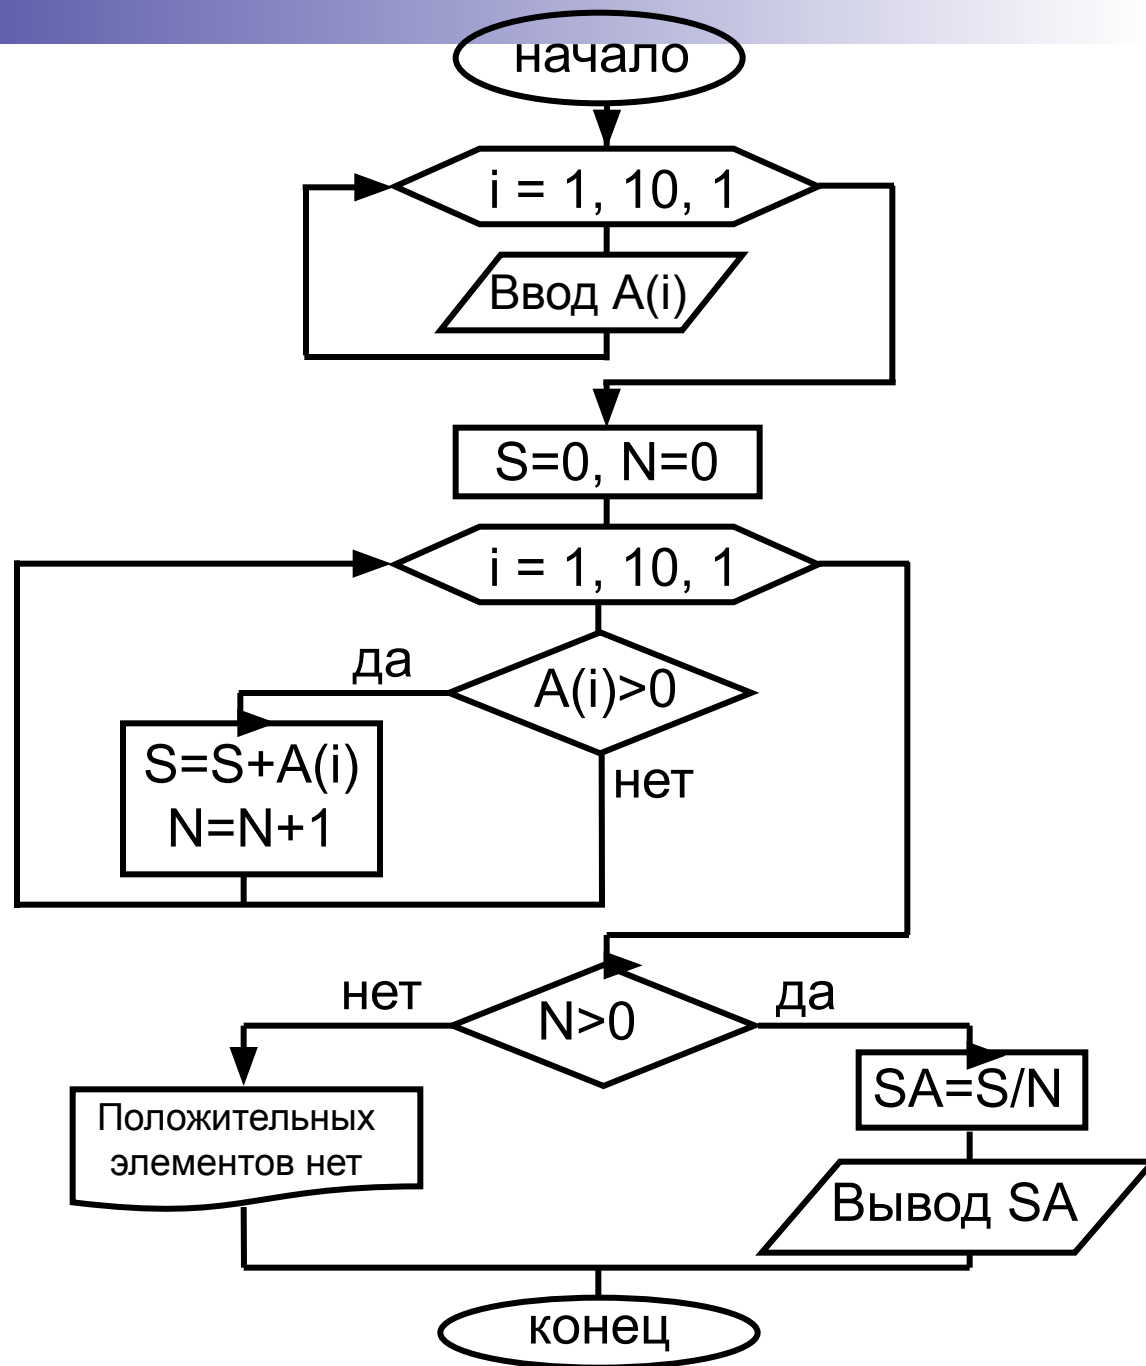 начало
i = 1, 10, 1
Ввод A(i)
S=0, N=0
i = 1, 10, 1
да
A(i)>0
S=S+A(i)
N=N+1
нет
нет
N>0
да
SA=S/N
Положительных
элементов нет
Вывод SA
конец